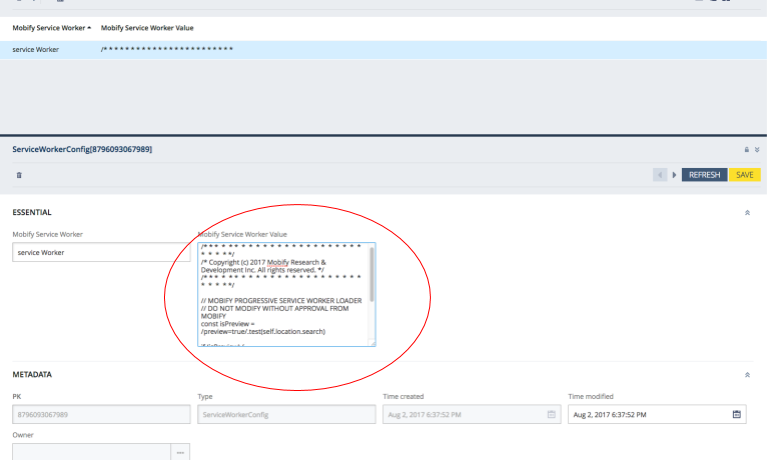 Mobify Service Worker Mobify Service Worker Value
service Worker /* * * * * * * * * * * * * * * * * * * * * * * *
ServiceWorkerConfig[8796093067989]
REFRESH SAVE
ESSENTIAL
Mobify Service Worker Mobify Service Worker Value
service Worker
/* * * * * * * * * * * * * * * * * * * * * * * *
* * * * **/
/* Copyright (c) 2017 Mobify Research &
Development Inc. All rights reserved. */
/* * * * * * * * * * * * * * * * * * * * * * * *
* * * * **/
// MOBIFY PROGRESSIVE SERVICE WORKER LOADER
// DO NOT MODIFY WITHOUT APPROVAL FROM
MOBIFY
const isPreview =
/preview=true/.test(self.location.search)
METADATA
PK Type Time created Time modified
8796093067989 ServiceWorkerConfig Aug 2, 2017 6:37:52 PM Aug 2, 2017 6:37:52 PM
Owner